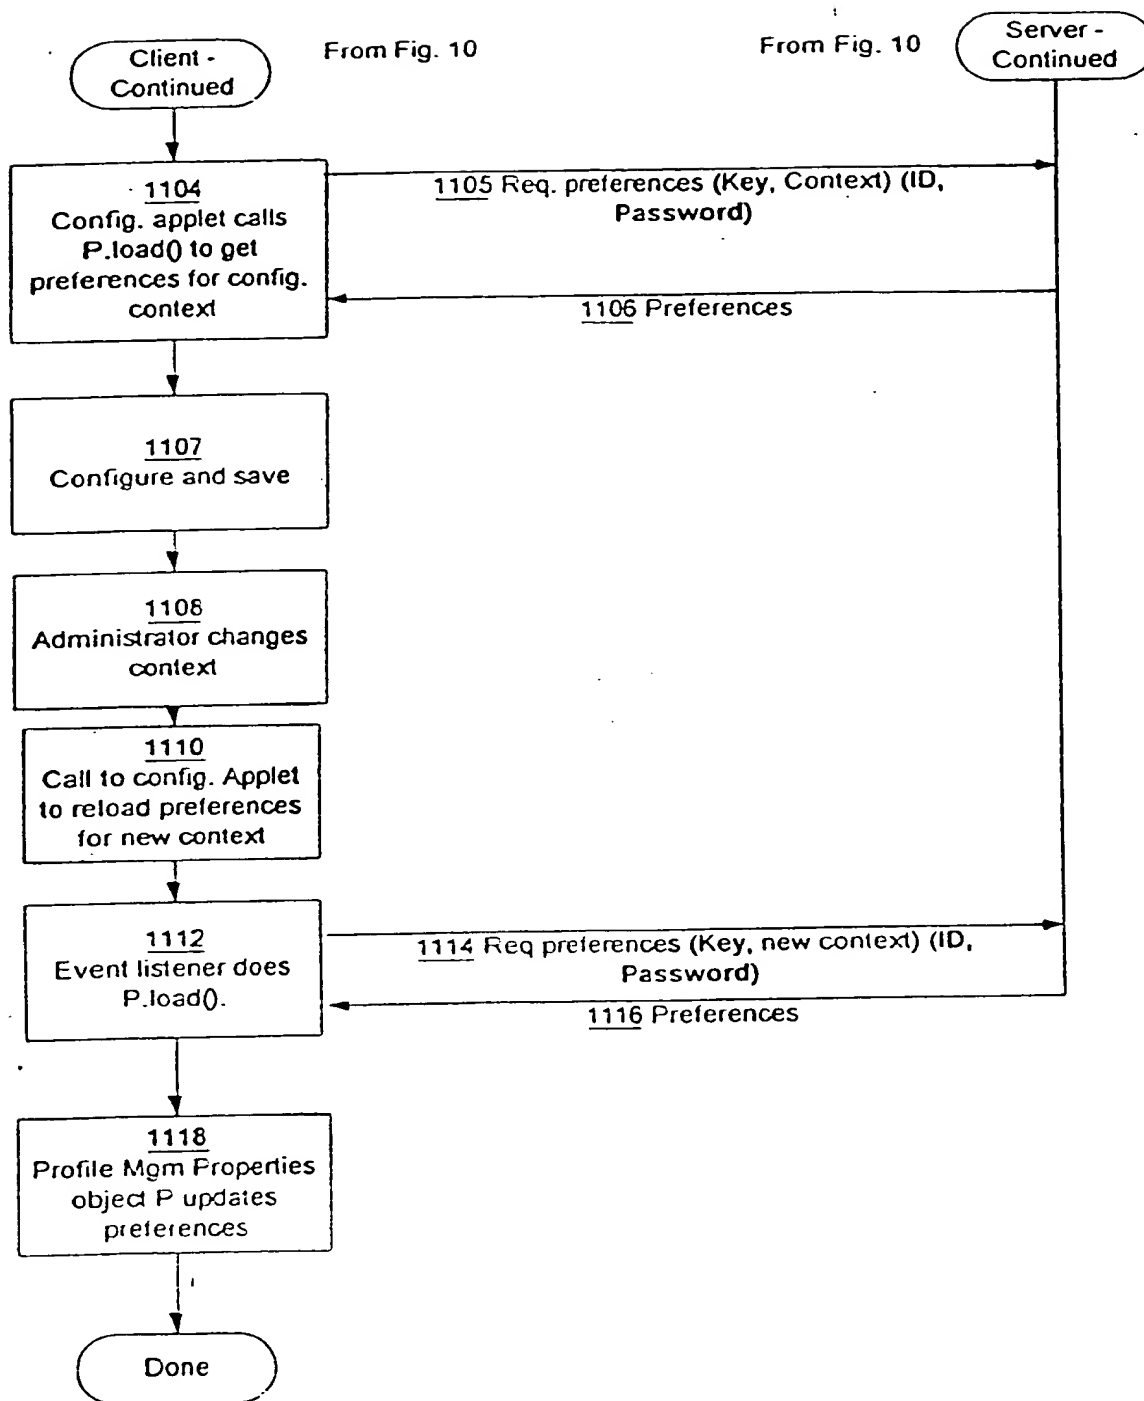 Client -
Continued
From Fig. 10
From Fig. 10
Server -
Continued
1104
Config. applet calls
P.load() to get
preferences for config.
context
1105 Req. preferences (Key, Context) (ID,
Password)
1106 Preferences
1107
Configure and save
1108
Administrator changes
context
1110
Call to config. Applet
to reload preferences
for new context
1112
Event listener does
P.load().
1114 Req preferences (Key, new context) (ID,
Password)
1116 Preferences
1118
Profile Mgm Properties
object P updates
preferences
Done